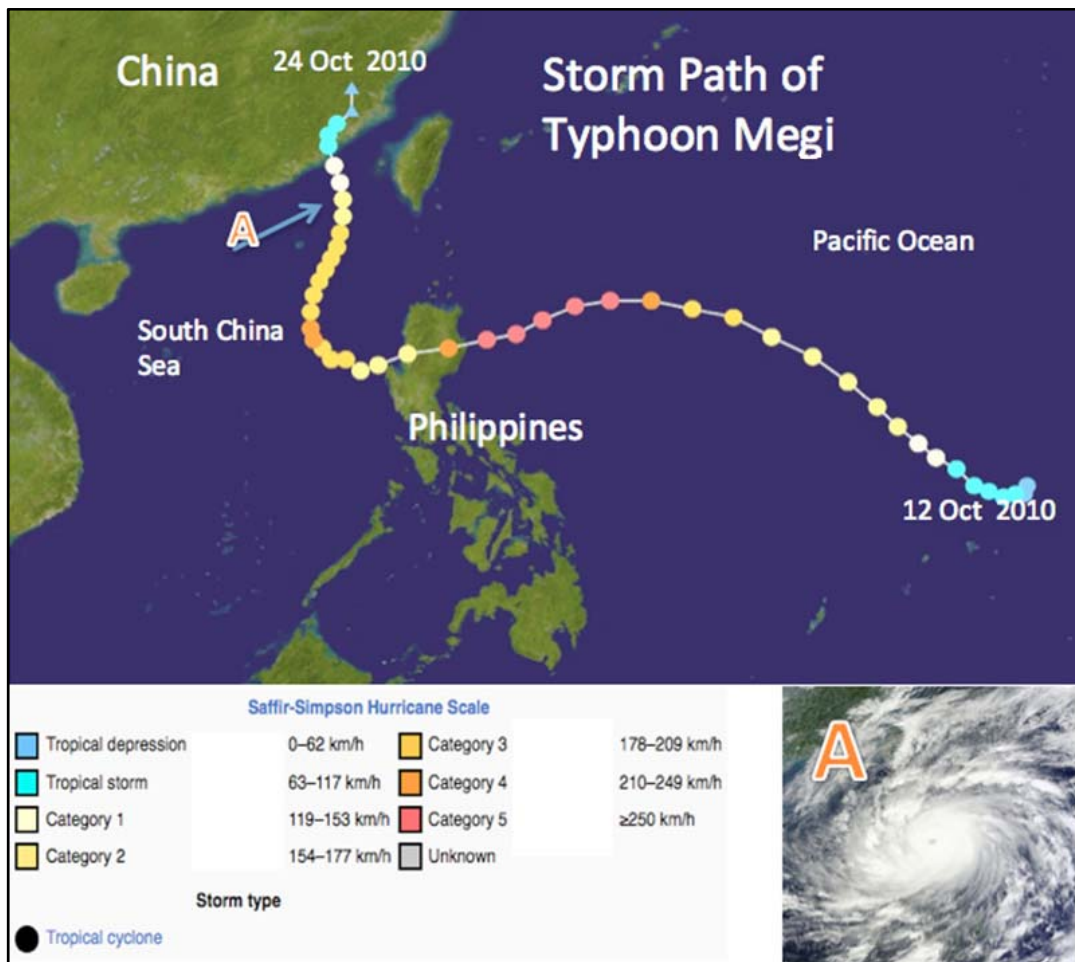 China
24 Oct 2010
Storm Path of
Typhoon Megi
A
Pacific Ocean
South China
Sea
Philippines
12 Oct 2010
Saffir-Simpson Hurricane Scale
Tropical depression 0–62 km/h Category 3 178–209 km/h
Tropical storm 63–117 km/h Category 4 210–249 km/h
Category 1 119–153 km/h Category 5 ≥250 km/h
Category 2 154–177 km/h Unknown
Storm type
Tropical cyclone
A